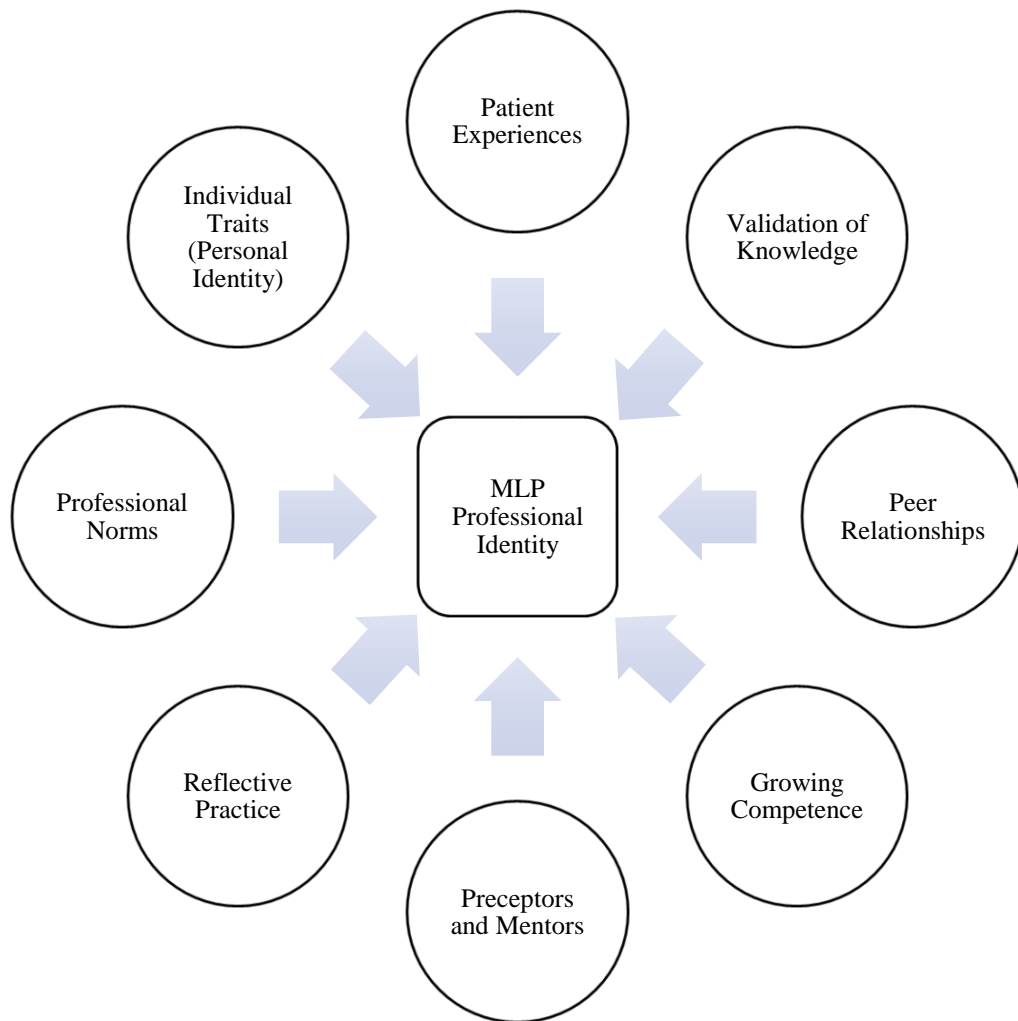 Patient
Experiences
Individual
Traits
(Personal
Identity)
Validation of
Knowledge
Professional
Norms
MLP
Professional
Identity
Peer
Relationships
Reflective
Practice
Growing
Competence
Preceptors
and Mentors